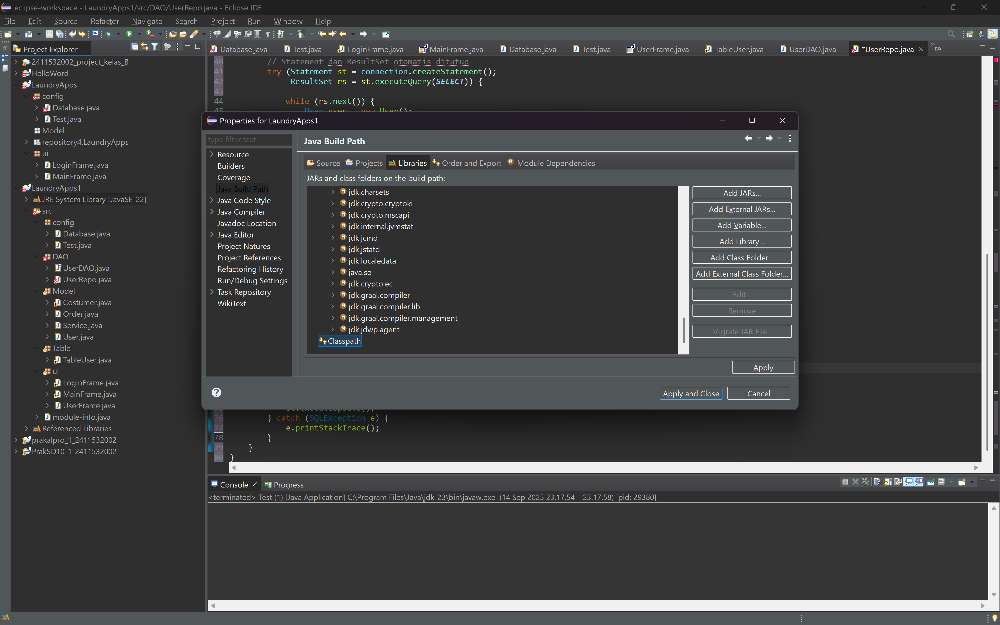 eclipse-workspace - LaundryApps1/src/DAO/UserRepo.java - Eclipse IDE
File Edit Source Refactor Navigate Search Project Run Window Help
Project Explorer
2411532002_project_kelas_B
HelloWord
LaundryApps
config
Database.java
Test.java
Model
repository4.LaundryApps
ui
LoginFrame.java
MainFrame.java
LaundryApps1
JRE System Library [JavaSE-22]
src
config
Database.java
Test.java
DAO
UserDAO.java
UserRepo.java
Model
Costumer.java
Order.java
Service.java
User.java
Table
TableUser.java
ui
LoginFrame.java
MainFrame.java
UserFrame.java
module-info.java
Referenced Libraries
prakalpro_1_2411532002
PrakSD10_1_2411532002
Database.java Test.java LoginFrame.java MainFrame.java Database.java Test.java UserFrame.java TableUser.java UserDAO.java *UserRepo.java »89
40 // Statement dan ResultSet otomatis ditutup
41 try (Statement st = connection.createStatement();
42 ResultSet rs = st.executeQuery(SELECT)) {
43
44 while (rs.next()) {
45 User user = new User();
Properties for LaundryApps1
type filter text
Resource
Builders
Coverage
Java Build Path
Java Code Style
Java Compiler
Javadoc Location
Java Editor
Project Natures
Project References
Refactoring History
Run/Debug Settings
Task Repository
WikiText
Java Build Path
Source Projects Libraries Order and Export Module Dependencies
JARs and class folders on the build path:
jdk.charsets
jdk.crypto.cryptoki
jdk.crypto.mscapi
jdk.internal.jvmstat
jdk.jcmd
jdk.jstatd
jdk.localedata
java.se
jdk.crypto.ec
jdk.graal.compiler
jdk.graal.compiler.lib
jdk.graal.compiler.management
jdk.jdwp.agent
Classpath
Add JARs...
Add External JARs...
Add Variable...
Add Library...
Add Class Folder...
Add External Class Folder...
Edit...
Remove
Migrate JAR File...
Apply
Apply and Close Cancel
st.executeUpdate();
76 } catch (SQLException e) {
77 e.printStackTrace();
78 }
79 }
80 }
Console Progress
<terminated> Test (1) [Java Application] C:\Program Files\Java\jdk-23\bin\javaw.exe (14 Sep 2025 23.17.54 – 23.17.58) [pid: 29380]